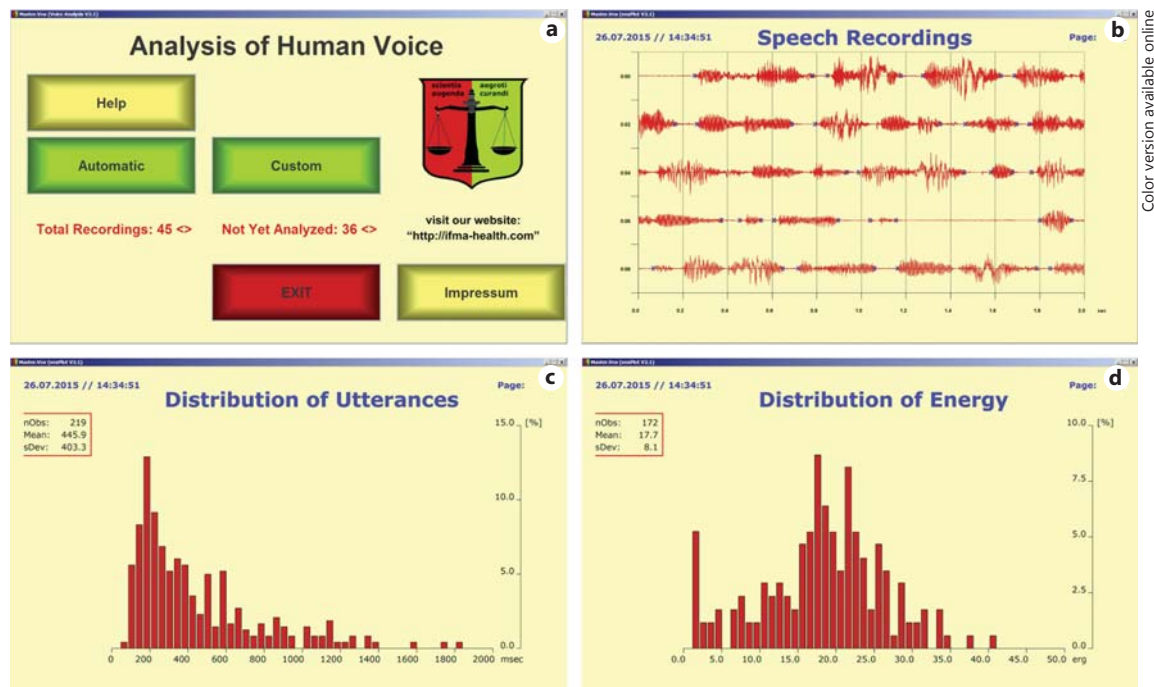 Master.Vox (Voice Analysis V3.1)
a
Analysis of Human Voice
Help
scientia augenda
aegroti curandi
Automatic
Custom
Total Recordings: 45 <>
Not Yet Analyzed: 36 <>
visit our website:
“http://ifma-health.com”
EXIT
Impressum
b
26.07.2015 // 14:34:51
Speech Recordings
Page:
0.0
0.2
0.4
0.6
0.8
1.0
1.2
1.4
1.6
1.8
2.0
sec
Color version available online
c
26.07.2015 // 14:34:51
Page:
Distribution of Utterances
nObs: 219
Mean: 445.9
sDev: 403.3
15.0 [%]
10.0
5.0
0.0
0 200 400 600 800 1000 1200 1400 1600 1800 2000 msec
d
26.07.2015 // 14:34:51
Page:
Distribution of Energy
nObs: 172
Mean: 17.7
sDev: 8.1
10.0 [%]
7.5
5.0
2.5
0.0
0.0 5.0 10.0 15.0 20.0 25.0 30.0 35.0 40.0 45.0 50.0 erg